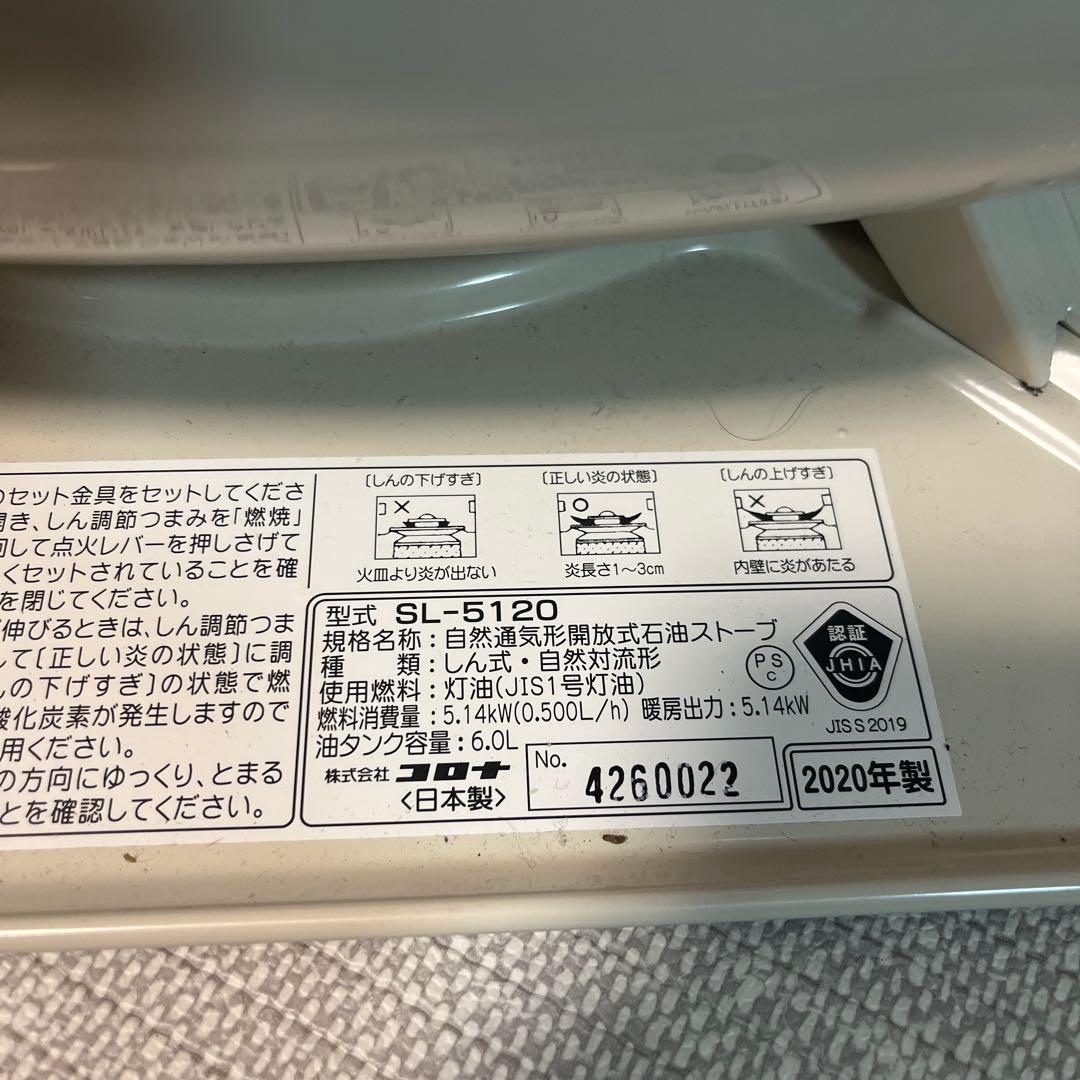 のセット金具をセットしてくださ
開き、しん調節つまみを「燃焼」
回して点火レバーを押しさげて
くセットされていることを確
を閉じてください。
伸びるときは、しん調節つま
して〔正しい炎の状態〕に調
んの下げすぎ〕の状態で燃
酸化炭素が発生しますので
用ください。
の方向にゆっくり、とまる
ことを確認してください。
〔しんの下げすぎ〕
×
火皿より炎が出ない
〔正しい炎の状態〕
○
炎長さ1〜3cm
〔しんの上げすぎ〕
×
内壁に炎があたる
型式 SL-5120
規格名称：自然通気形開放式石油ストーブ
種　類：しん式・自然対流形
使用燃料：灯油(JIS1号灯油)
燃料消費量：5.14kW(0.500L/h) 暖房出力：5.14kW
油タンク容量：6.0L
株式会社 コロナ
<日本製>
No.
4260022
2020年製
PS
C
認証
JHIA
JIS S 2019